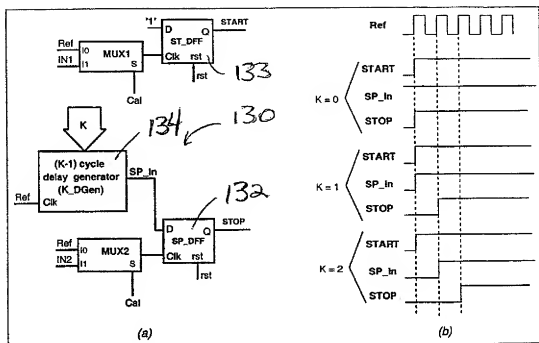 '1'
D
Q
START
ST_DFF
Clk
rst
rst
133
Ref
I0
IN1
I1
MUX1
S
Cal
K
134
130
(K-1) cycle
delay generator
(K_DGen)
Ref
Clk
SP_In
132
D
Q
STOP
SP_DFF
Clk
rst
rst
Ref
I0
IN2
I1
MUX2
S
Cal
(a)
Ref
START
K = 0
SP_In
STOP
START
K = 1
SP_In
STOP
START
K = 2
SP_In
STOP
(b)